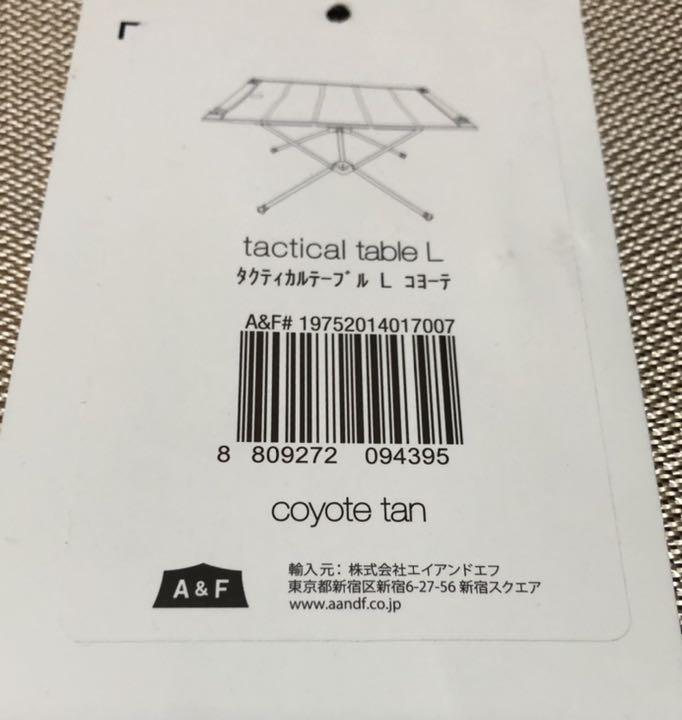 tactical table L
ﾀｸﾃｨｶﾙﾃｰﾌﾞﾙ L ｺﾖｰﾃ
A&F# 19752014017007
8 809272 094395
coyote tan
A & F
輸入元: 株式会社エイアンドエフ
東京都新宿区新宿6-27-56 新宿スクエア
www.aandf.co.jp